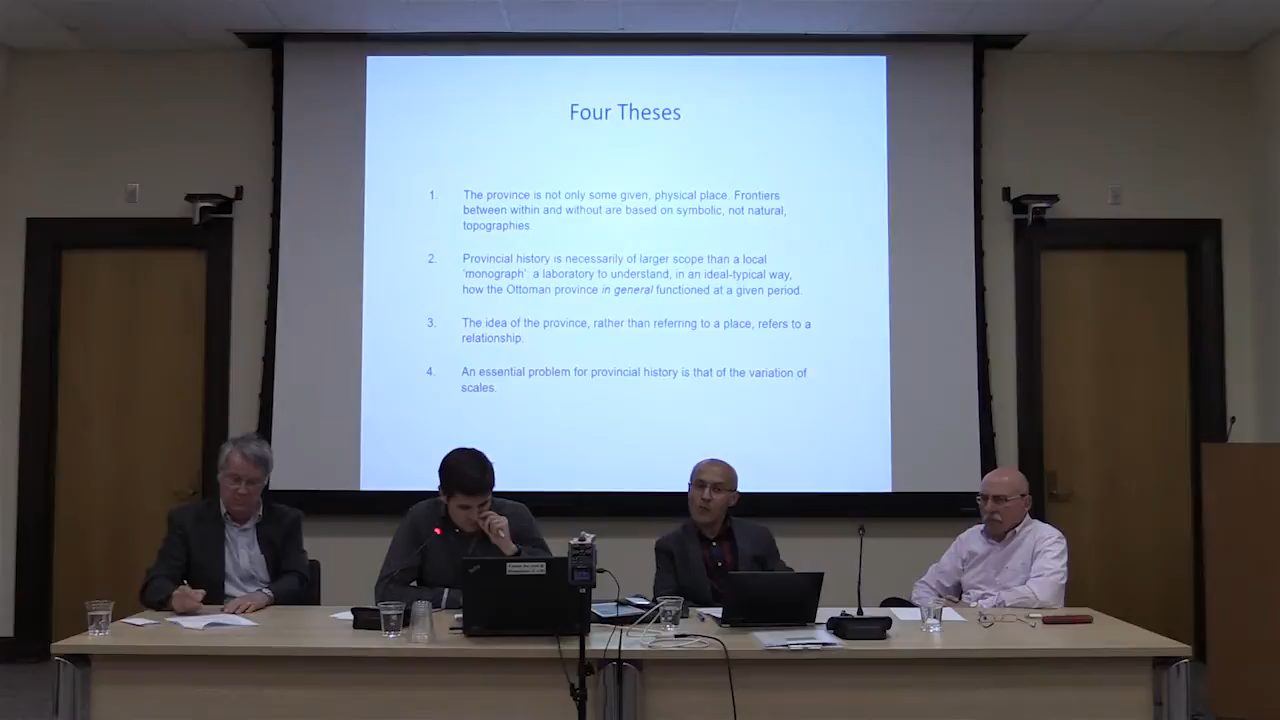 Four Theses
1. The province is not only some given, physical place. Frontiers
between within and without are based on symbolic, not natural,
topographies
2. Provincial history is necessarily of larger scope than a local
'monograph': a laboratory to understand, in an ideal-typical way,
how the Ottoman province in general functioned at a given period.
3. The idea of the province, rather than referring to a place, refers to a
relationship.
4. An essential problem for provincial history is that of the variation of
scales.